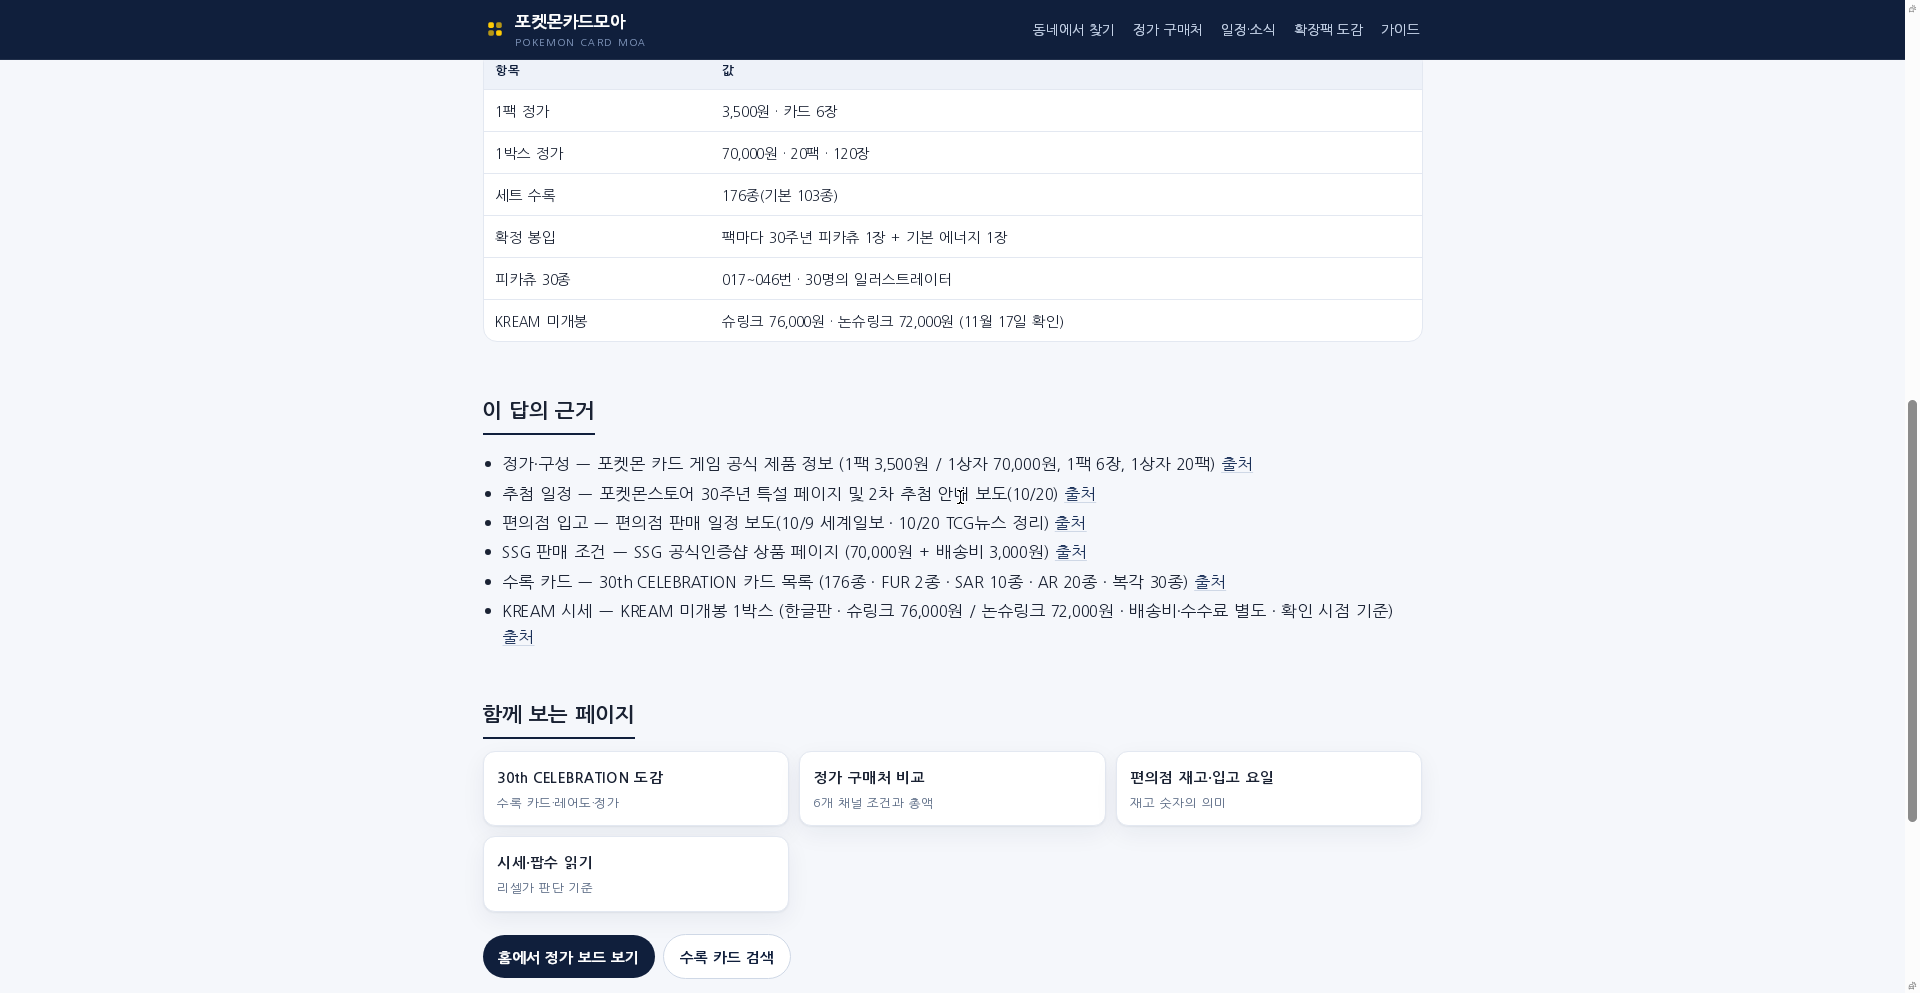 포켓몬카드모아
POKEMON CARD MOA
동네에서 찾기 정가 구매처 일정·소식 확장팩 도감 가이드
항목 값
1팩 정가 3,500원 · 카드 6장
1박스 정가 70,000원 · 20팩 · 120장
세트 수록 176종(기본 103종)
확정 봉입 팩마다 30주년 피카츄 1장 + 기본 에너지 1장
피카츄 30종 017~046번 · 30명의 일러스트레이터
KREAM 미개봉 슈링크 76,000원 · 논슈링크 72,000원 (11월 17일 확인)
이 답의 근거
정가·구성 — 포켓몬 카드 게임 공식 제품 정보 (1팩 3,500원 / 1상자 70,000원, 1팩 6장, 1상자 20팩) 출처
추첨 일정 — 포켓몬스토어 30주년 특설 페이지 및 2차 추첨 안내 보도(10/20) 출처
편의점 입고 — 편의점 판매 일정 보도(10/9 세계일보 · 10/20 TCG뉴스 정리) 출처
SSG 판매 조건 — SSG 공식인증샵 상품 페이지 (70,000원 + 배송비 3,000원) 출처
수록 카드 — 30th CELEBRATION 카드 목록 (176종 · FUR 2종 · SAR 10종 · AR 20종 · 복각 30종) 출처
KREAM 시세 — KREAM 미개봉 1박스 (한글판 · 슈링크 76,000원 / 논슈링크 72,000원 · 배송비·수수료 별도 · 확인 시점 기준)
출처
함께 보는 페이지
30th CELEBRATION 도감
수록 카드·레어도·정가
정가 구매처 비교
6개 채널 조건과 총액
편의점 재고·입고 요일
재고 숫자의 의미
시세·팝수 읽기
리셀가 판단 기준
홈에서 정가 보드 보기 수록 카드 검색